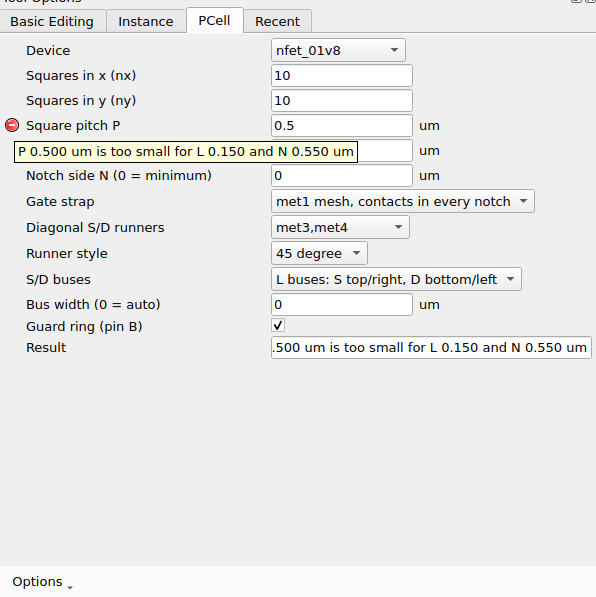 Basic Editing Instance PCell Recent
Device nfet_01v8
Squares in x (nx) 10
Squares in y (ny) 10
Square pitch P 0.5 um
P 0.500 um is too small for L 0.150 and N 0.550 um um
Notch side N (0 = minimum) 0 um
Gate strap met1 mesh, contacts in every notch
Diagonal S/D runners met3,met4
Runner style 45 degree
S/D buses L buses: S top/right, D bottom/left
Bus width (0 = auto) 0 um
Guard ring (pin B)
Result .500 um is too small for L 0.150 and N 0.550 um
Options